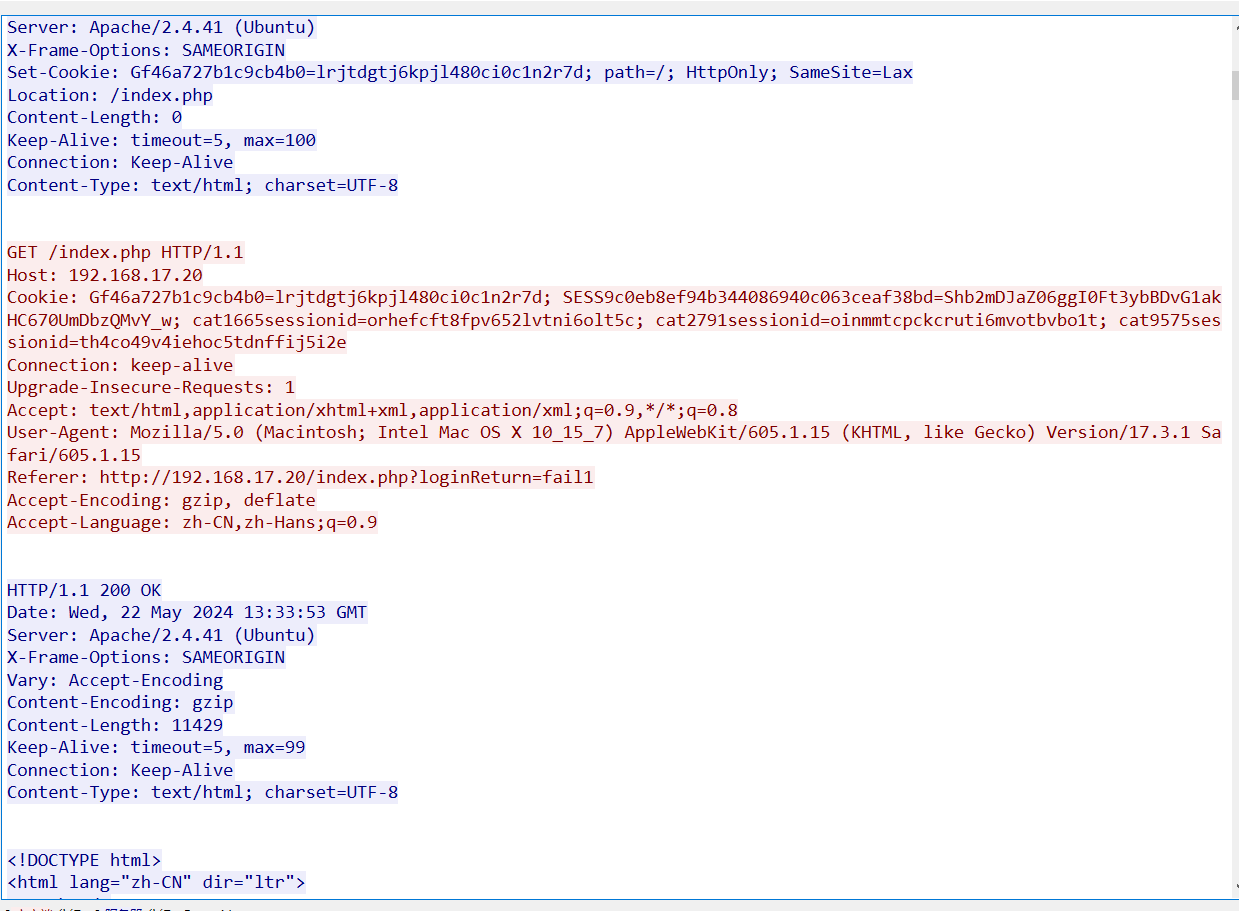 Server: Apache/2.4.41 (Ubuntu)
X-Frame-Options: SAMEORIGIN
Set-Cookie: Gf46a727b1c9cb4b0=lrjtdgtj6kpjl480ci0c1n2r7d; path=/; HttpOnly; SameSite=Lax
Location: /index.php
Content-Length: 0
Keep-Alive: timeout=5, max=100
Connection: Keep-Alive
Content-Type: text/html; charset=UTF-8
GET /index.php HTTP/1.1
Host: 192.168.17.20
Cookie: Gf46a727b1c9cb4b0=lrjtdgtj6kpjl480ci0c1n2r7d; SESS9c0eb8ef94b344086940c063ceaf38bd=Shb2mDJaZ06ggI0Ft3ybBDvG1ak
HC670UmDbzQMvY_w; cat1665sessionid=orhefcft8fpv652lvtni6olt5c; cat2791sessionid=oinmmtcpckcruti6mvotbvbo1t; cat9575ses
sionid=th4co49v4iehoc5tdnffij5i2e
Connection: keep-alive
Upgrade-Insecure-Requests: 1
Accept: text/html,application/xhtml+xml,application/xml;q=0.9,*/*;q=0.8
User-Agent: Mozilla/5.0 (Macintosh; Intel Mac OS X 10_15_7) AppleWebKit/605.1.15 (KHTML, like Gecko) Version/17.3.1 Sa
fari/605.1.15
Referer: http://192.168.17.20/index.php?loginReturn=fail1
Accept-Encoding: gzip, deflate
Accept-Language: zh-CN,zh-Hans;q=0.9
HTTP/1.1 200 OK
Date: Wed, 22 May 2024 13:33:53 GMT
Server: Apache/2.4.41 (Ubuntu)
X-Frame-Options: SAMEORIGIN
Vary: Accept-Encoding
Content-Encoding: gzip
Content-Length: 11429
Keep-Alive: timeout=5, max=99
Connection: Keep-Alive
Content-Type: text/html; charset=UTF-8
<!DOCTYPE html>
<html lang="zh-CN" dir="ltr">